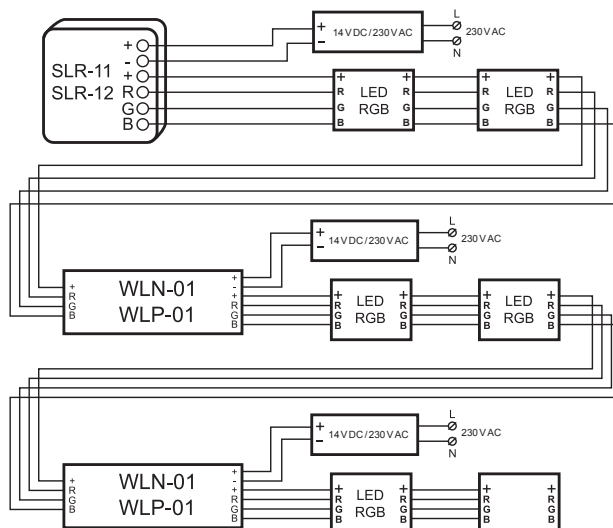 L
+ 14VDC/230VAC 230VAC
-
N
SLR-11
SLR-12
+
-
+
R
G
B
+ LED +
R RGB R
G G
B B
+ LED +
R RGB R
G G
B B
L
+ 14VDC/230VAC 230VAC
-
N
+ WLN-01 +
R WLP-01 -
G +
B R
G
B
+ LED +
R RGB R
G G
B B
+ LED +
R RGB R
G G
B B
L
+ 14VDC/230VAC 230VAC
-
N
+ WLN-01 +
R WLP-01 -
G +
B R
G
B
+ LED +
R RGB R
G G
B B
+ +
R R
G G
B B